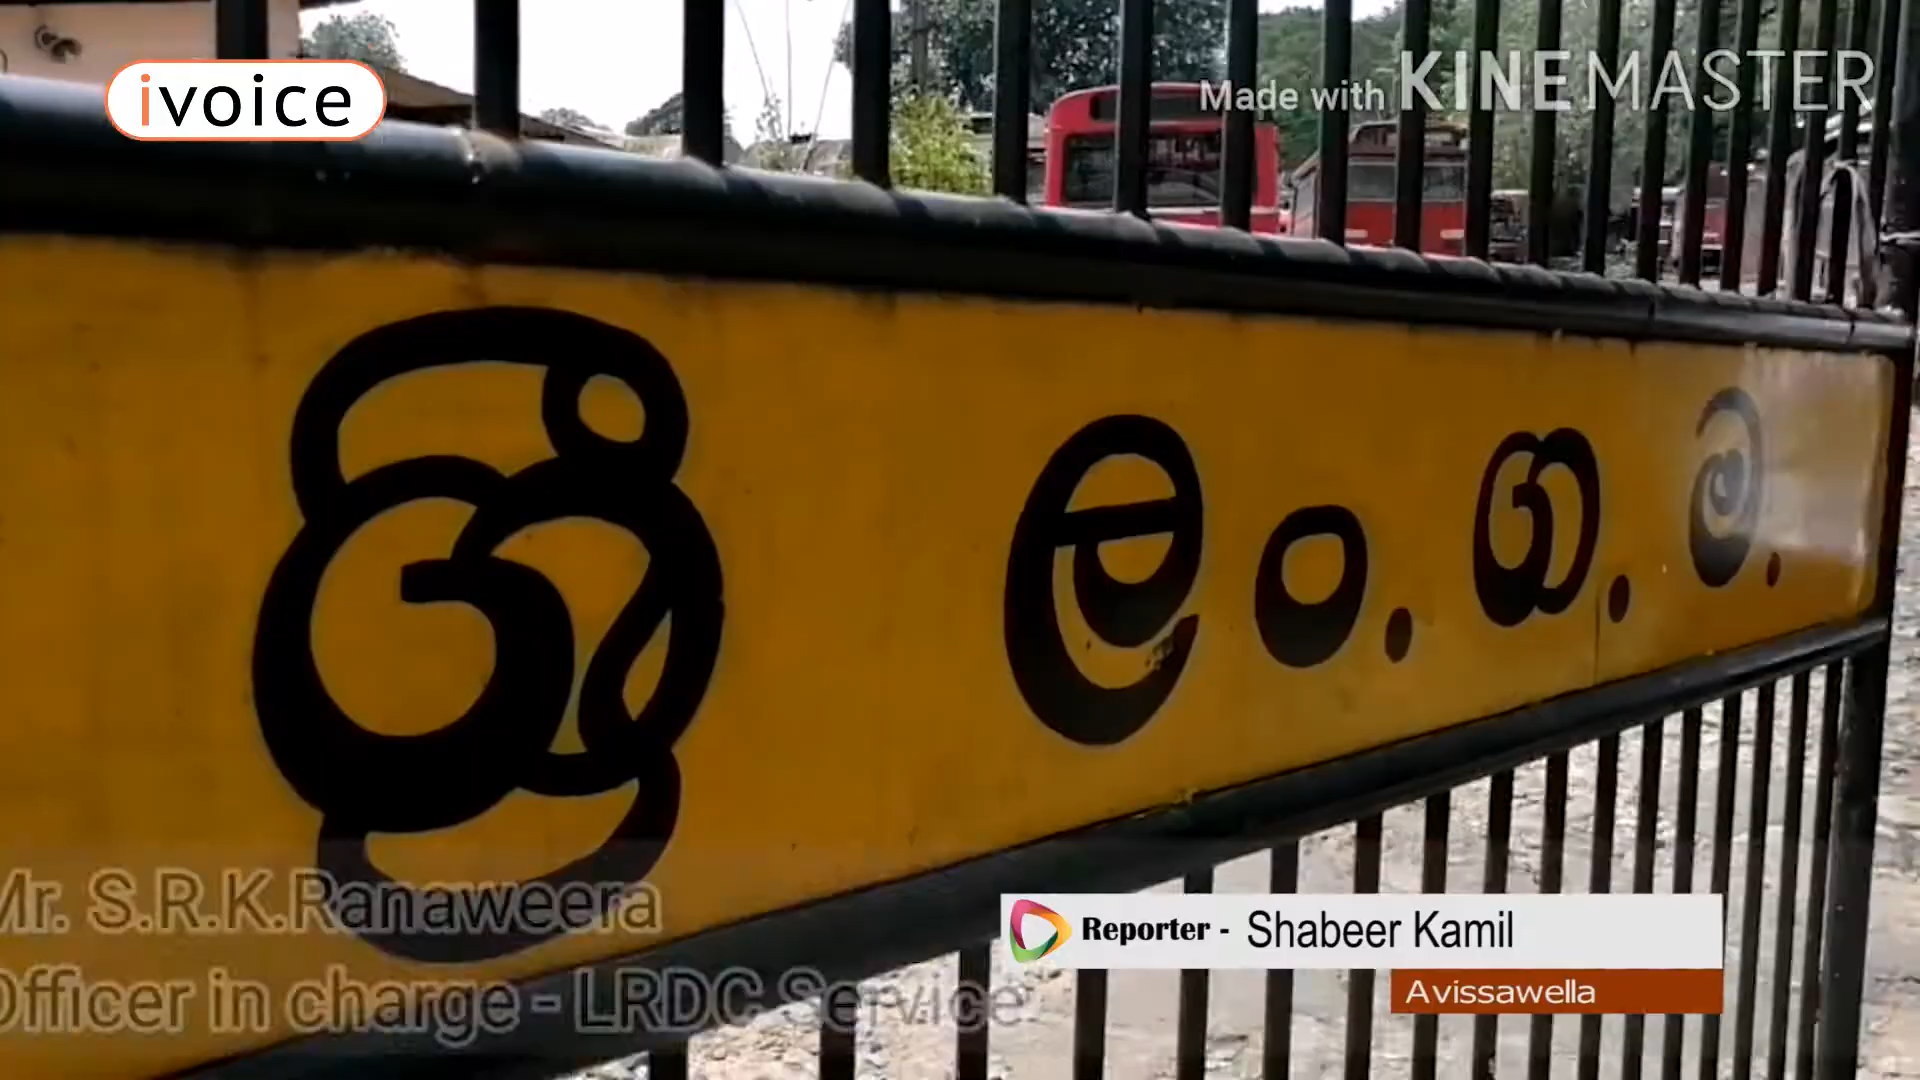 ivoice
Made with KINEMASTER
ශ්‍රී ලං. ග. ම.
Mr. S.R.K.Ranaweera
Officer in charge - LRDC Service
Reporter - Shabeer Kamil
Avissawella